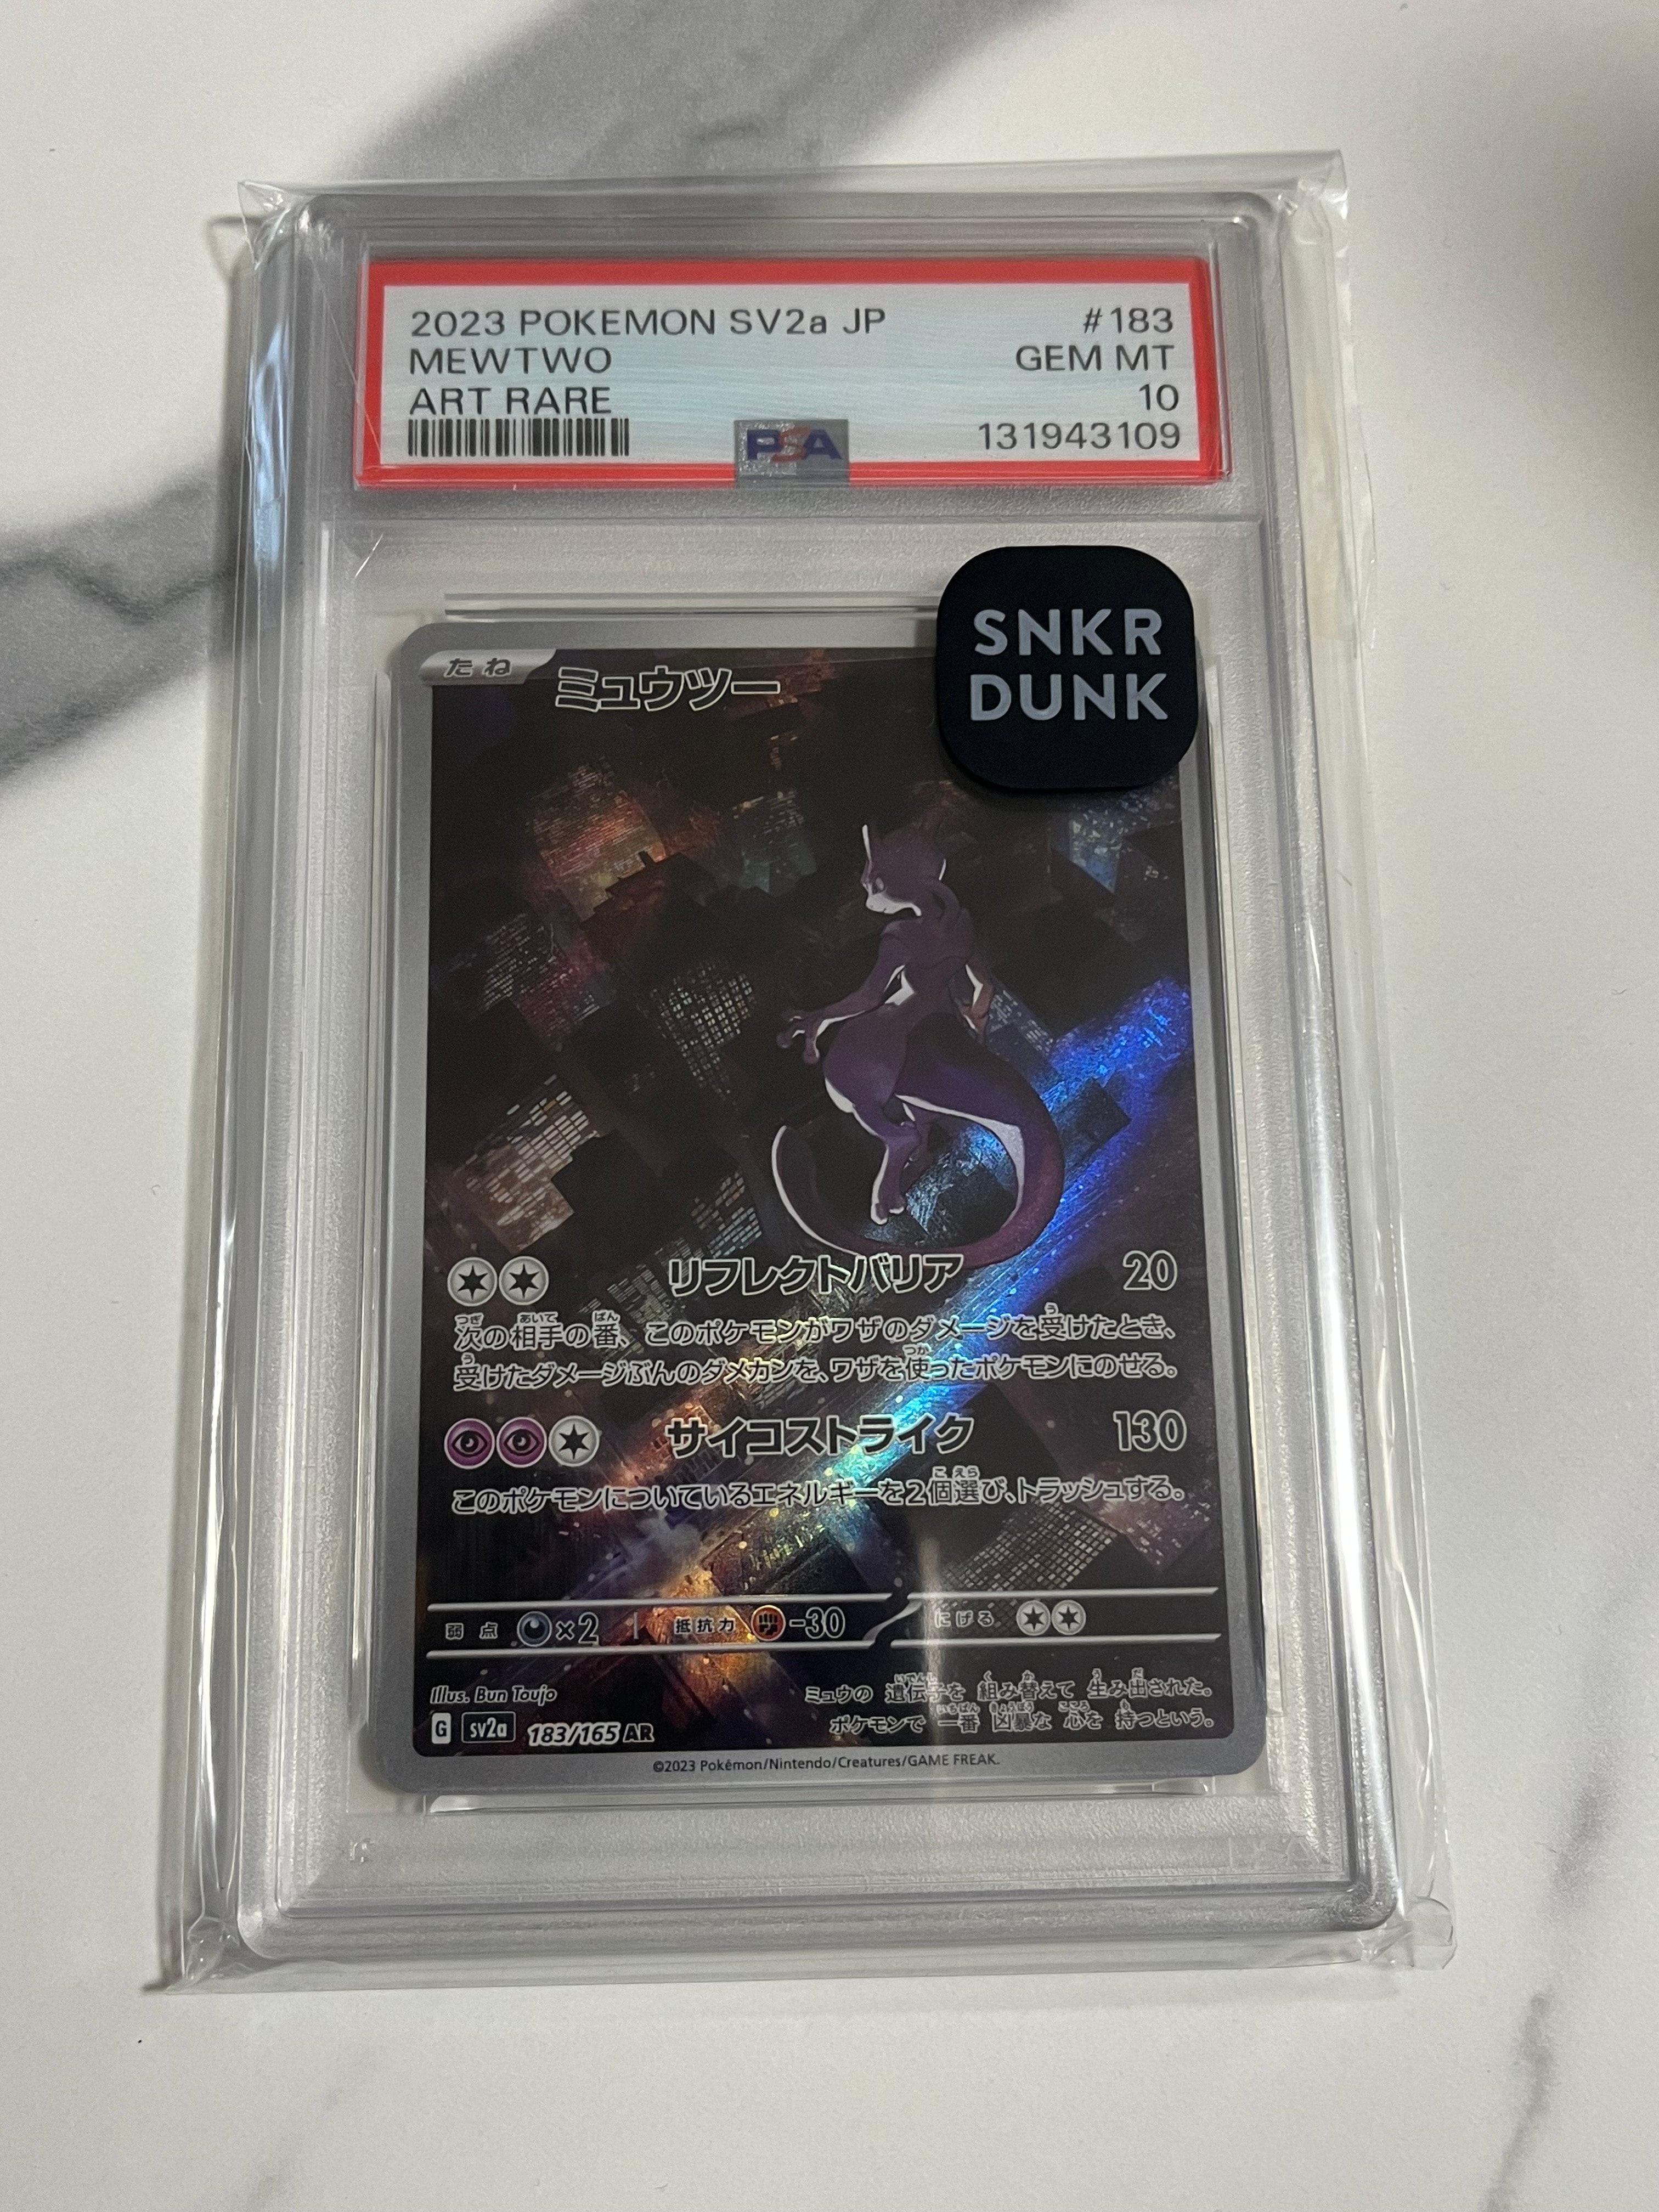 2023 POKEMON SV2a JP #183
MEWTWO GEM MT
ART RARE 10
PSA 131943109
SNKR
DUNK
たね ミュウツー
リフレクトバリア 20
次の相手の番、このポケモンがワザのダメージを受けたとき、
受けたダメージぶんのダメカンを、ワザを使ったポケモンにのせる。
サイコストライク 130
このポケモンについているエネルギーを2個選び、トラッシュする。
弱点 ×2 抵抗力 -30 にげる
Illus. Bun Toujo
ミュウの 遺伝子を 組み替えて 生み出された。
ポケモンで 一番 凶暴な 心を 持つという。
G sv2a 183/165 AR
©2023 Pokémon/Nintendo/Creatures/GAME FREAK.